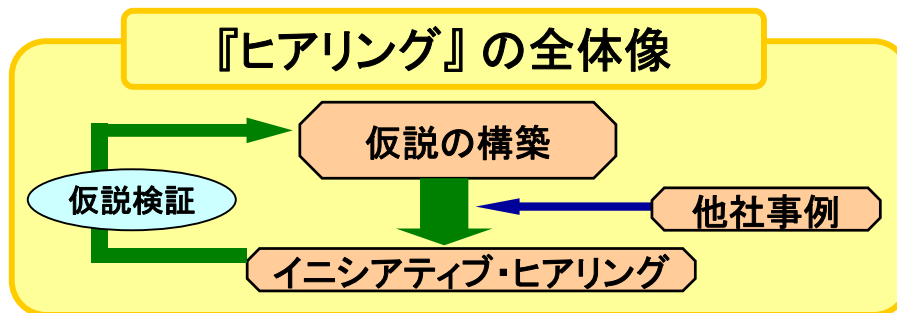 『ヒアリング』の全体像
仮説の構築
仮説検証
他社事例
イニシアティブ・ヒアリング